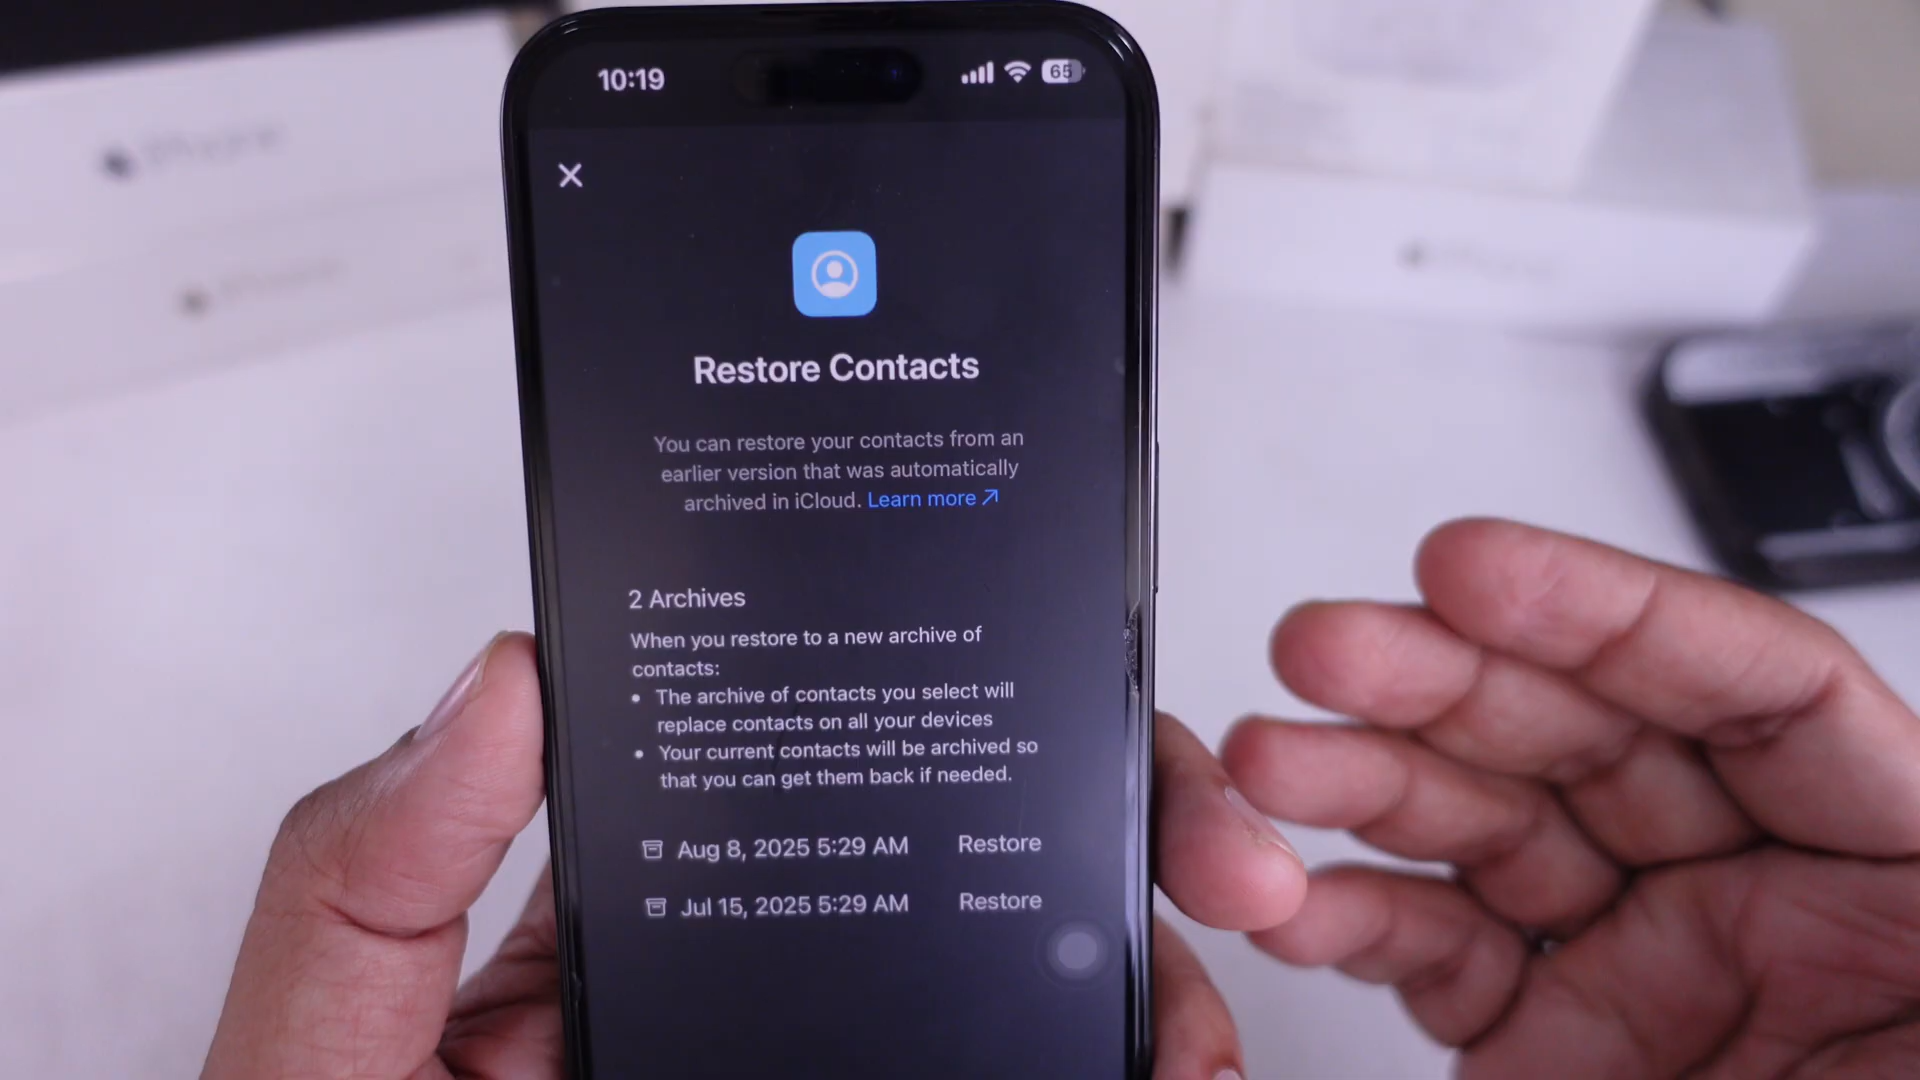 10:19
65
Restore Contacts
You can restore your contacts from an
earlier version that was automatically
archived in iCloud. Learn more
2 Archives
When you restore to a new archive of
contacts:
• The archive of contacts you select will
replace contacts on all your devices
• Your current contacts will be archived so
that you can get them back if needed.
Aug 8, 2025 5:29 AM Restore
Jul 15, 2025 5:29 AM Restore
iPhone
iPhone
iPhone